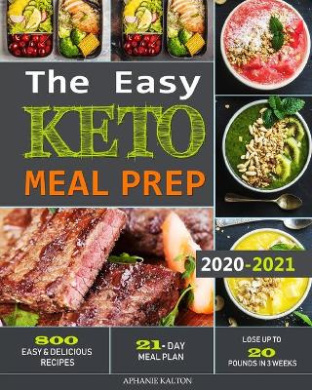 The Easy
KETO
MEAL PREP
2020-2021
800
EASY & DELICIOUS
RECIPES
21-DAY
MEAL PLAN
LOSE UP TO
20
POUNDS IN 3 WEEKS
APHANIE KALTON